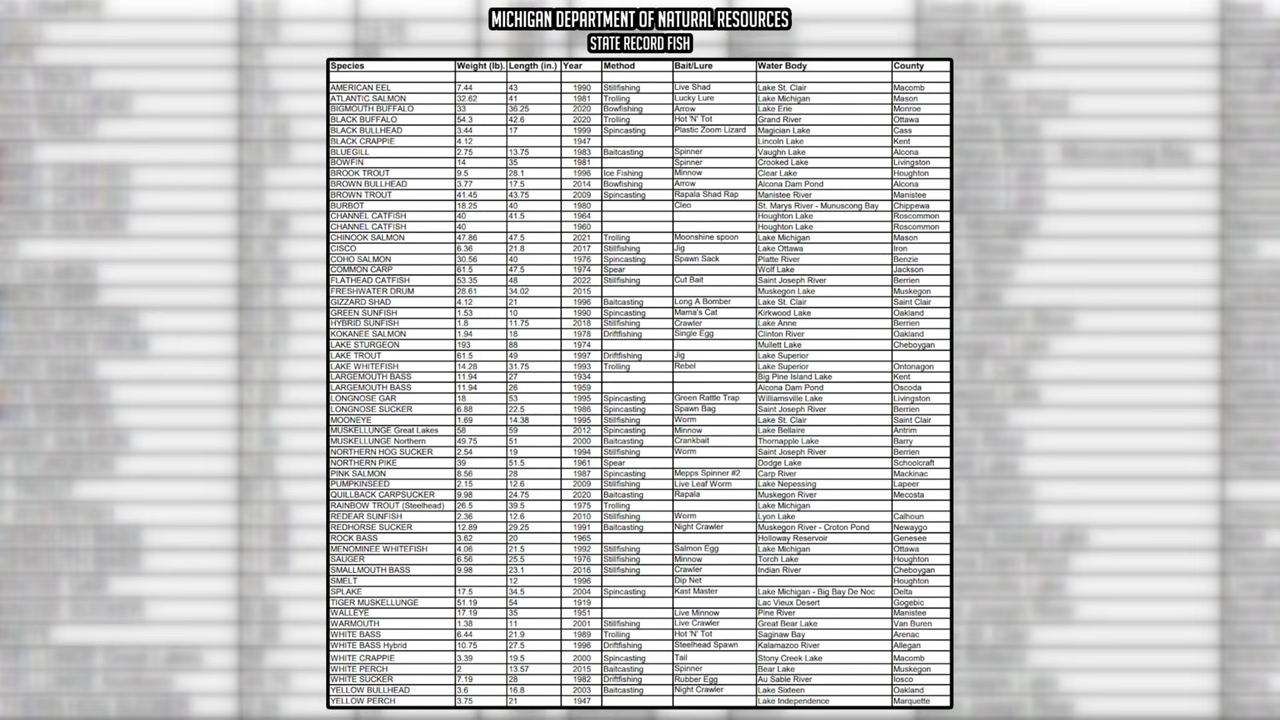 MICHIGAN DEPARTMENT OF NATURAL RESOURCES
STATE RECORD FISH
Species Weight (lb). Length (in.) Year Method Bait/Lure Water Body County
AMERICAN EEL 7.44 43 1990 Stillfishing Live Shad Lake St. Clair Macomb
ATLANTIC SALMON 32.62 41 1981 Trolling Lucky Lure Lake Michigan Mason
BIGMOUTH BUFFALO 33 36.25 2020 Bowfishing Arrow Lake Erie Monroe
BLACK BUFFALO 54.3 42.6 2020 Trolling Hot 'N' Tot Grand River Ottawa
BLACK BULLHEAD 3.44 17 1999 Spincasting Plastic Zoom Lizard Magician Lake Cass
BLACK CRAPPIE 4.12 1947 Lincoln Lake Kent
BLUEGILL 2.75 13.75 1983 Baitcasting Spinner Vaughn Lake Alcona
BOWFIN 14 35 1981 Spinner Crooked Lake Livingston
BROOK TROUT 9.5 28.1 1996 Ice Fishing Minnow Clear Lake Houghton
BROWN BULLHEAD 3.77 17.5 2014 Bowfishing Arrow Alcona Dam Pond Alcona
BROWN TROUT 41.45 43.75 2009 Spincasting Rapala Shad Rap Manistee River Manistee
BURBOT 18.25 40 1980 Cleo St. Marys River - Munuscong Bay Chippewa
CHANNEL CATFISH 40 41.5 1964 Houghton Lake Roscommon
CHANNEL CATFISH 40 1960 Houghton Lake Roscommon
CHINOOK SALMON 47.86 47.5 2021 Trolling Moonshine spoon Lake Michigan Mason
CISCO 6.36 21.8 2017 Stillfishing Jig Lake Ottawa Iron
COHO SALMON 30.56 40 1976 Spincasting Spawn Sack Platte River Benzie
COMMON CARP 61.5 47.5 1974 Spear Wolf Lake Jackson
FLATHEAD CATFISH 53.35 48 2022 Stillfishing Cut Bait Saint Joseph River Berrien
FRESHWATER DRUM 28.61 34.02 2015 Muskegon Lake Muskegon
GIZZARD SHAD 4.12 21 1996 Baitcasting Long A Bomber Lake St. Clair Saint Clair
GREEN SUNFISH 1.53 10 1990 Spincasting Mama's Cat Kirkwood Lake Oakland
HYBRID SUNFISH 1.8 11.75 2018 Stillfishing Crawler Lake Anne Berrien
KOKANEE SALMON 1.94 18 1978 Driftfishing Single Egg Clinton River Oakland
LAKE STURGEON 193 88 1974 Mullett Lake Cheboygan
LAKE TROUT 61.5 49 1997 Driftfishing Jig Lake Superior
LAKE WHITEFISH 14.28 31.75 1993 Trolling Rebel Lake Superior Ontonagon
LARGEMOUTH BASS 11.94 27 1934 Big Pine Island Lake Kent
LARGEMOUTH BASS 11.94 26 1959 Alcona Dam Pond Oscoda
LONGNOSE GAR 18 53 1995 Spincasting Green Rattle Trap Williamsville Lake Livingston
LONGNOSE SUCKER 6.88 22.5 1986 Spincasting Spawn Bag Saint Joseph River Berrien
MOONEYE 1.69 14.38 1995 Stillfishing Worm Lake St. Clair Saint Clair
MUSKELLUNGE Great Lakes 58 59 2012 Spincasting Minnow Lake Bellaire Antrim
MUSKELLUNGE Northern 49.75 51 2000 Baitcasting Crankbait Thornapple Lake Barry
NORTHERN HOG SUCKER 2.54 19 1994 Stillfishing Worm Saint Joseph River Berrien
NORTHERN PIKE 39 51.5 1961 Spear Dodge Lake Schoolcraft
PINK SALMON 8.56 28 1987 Spincasting Mepps Spinner #2 Carp River Mackinac
PUMPKINSEED 2.15 12.6 2009 Stillfishing Live Leaf Worm Lake Nepessing Lapeer
QUILLBACK CARPSUCKER 9.98 24.75 2020 Baitcasting Rapala Muskegon River Mecosta
RAINBOW TROUT (Steelhead) 26.5 39.5 1975 Trolling Lake Michigan
REDEAR SUNFISH 2.36 12.6 2010 Stillfishing Worm Lyon Lake Calhoun
REDHORSE SUCKER 12.89 29.25 1991 Baitcasting Night Crawler Muskegon River - Croton Pond Newaygo
ROCK BASS 3.62 20 1965 Holloway Reservoir Genesee
MENOMINEE WHITEFISH 4.06 21.5 1992 Stillfishing Salmon Egg Lake Michigan Ottawa
SAUGER 6.56 25.5 1976 Stillfishing Minnow Torch Lake Houghton
SMALLMOUTH BASS 9.98 23.1 2016 Stillfishing Crawler Indian River Cheboygan
SMELT 12 1996 Dip Net Houghton
SPLAKE 17.5 34.5 2004 Spincasting Kast Master Lake Michigan - Big Bay De Noc Delta
TIGER MUSKELLUNGE 51.19 54 1919 Lac Vieux Desert Gogebic
WALLEYE 17.19 35 1951 Live Minnow Pine River Manistee
WARMOUTH 1.38 11 2001 Stillfishing Live Crawler Great Bear Lake Van Buren
WHITE BASS 6.44 21.9 1989 Trolling Hot 'N' Tot Saginaw Bay Arenac
WHITE BASS Hybrid 10.75 27.5 1996 Driftfishing Steelhead Spawn Kalamazoo River Allegan
WHITE CRAPPIE 3.39 19.5 2000 Spincasting Tail Stony Creek Lake Macomb
WHITE PERCH 2 13.57 2015 Baitcasting Spinner Bear Lake Muskegon
WHITE SUCKER 7.19 28 1982 Driftfishing Rubber Egg Au Sable River Iosco
YELLOW BULLHEAD 3.6 16.8 2003 Baitcasting Night Crawler Lake Sixteen Oakland
YELLOW PERCH 3.75 21 1947 Lake Independence Marquette